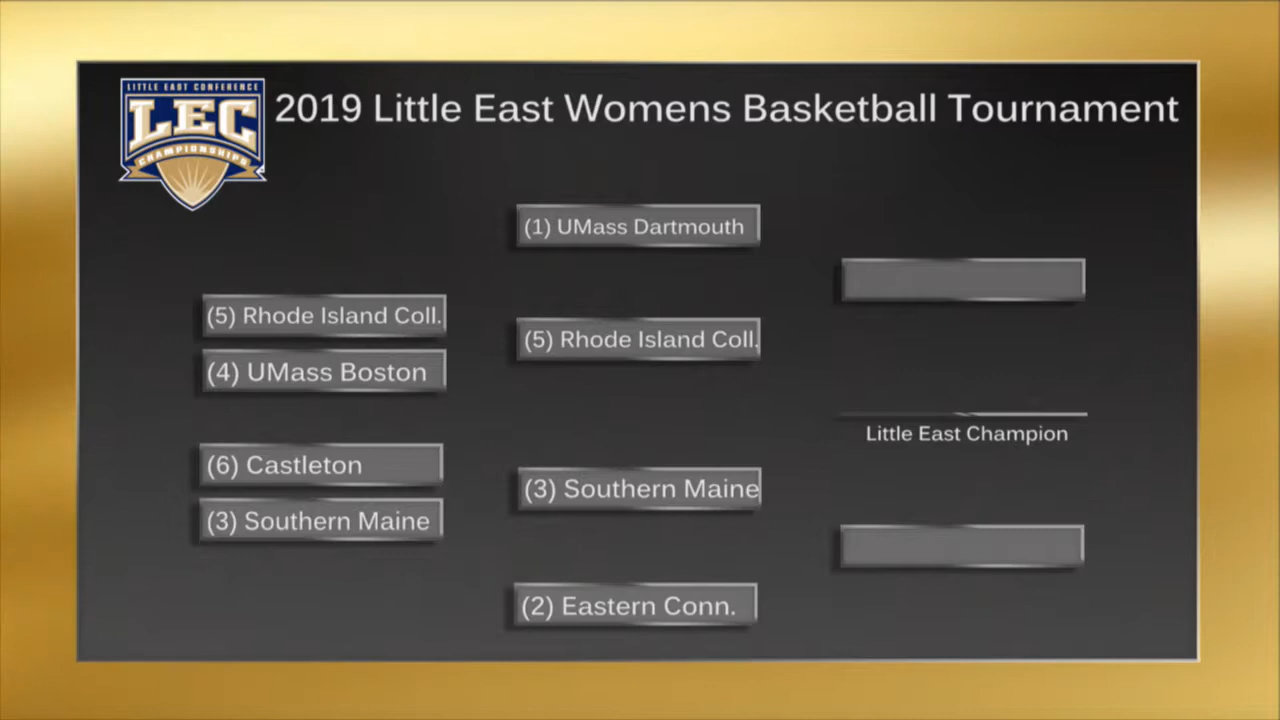 LITTLE EAST CONFERENCE
LEC
CHAMPIONSHIPS
2019 Little East Womens Basketball Tournament
(5) Rhode Island Coll.
(4) UMass Boston
(6) Castleton
(3) Southern Maine
(1) UMass Dartmouth
(5) Rhode Island Coll.
(3) Southern Maine
(2) Eastern Conn.
Little East Champion